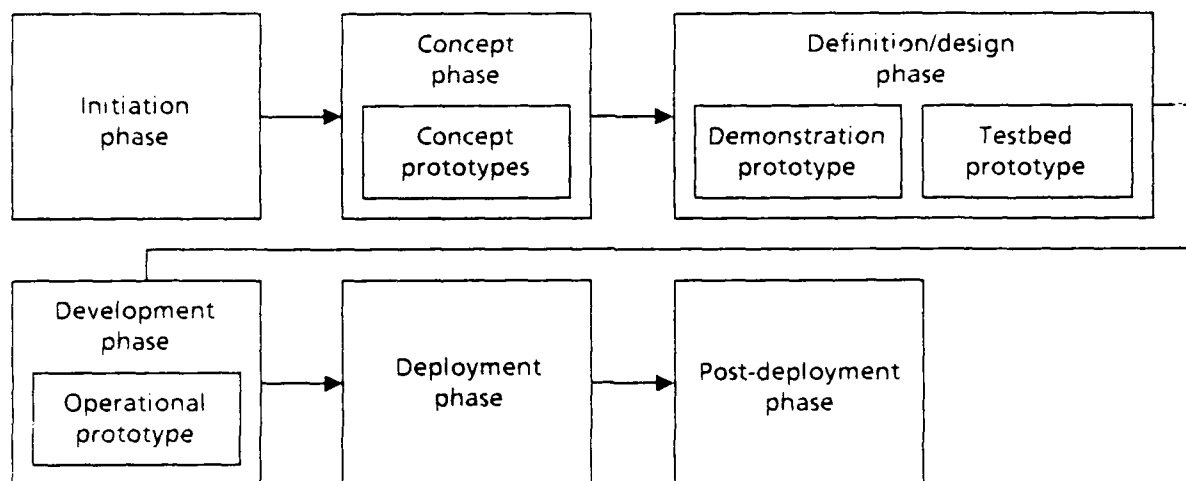 Initiation
phase
Concept
phase
Concept
prototypes
Definition/design
phase
Demonstration
prototype
Testbed
prototype
Development
phase
Operational
prototype
Deployment
phase
Post-deployment
phase